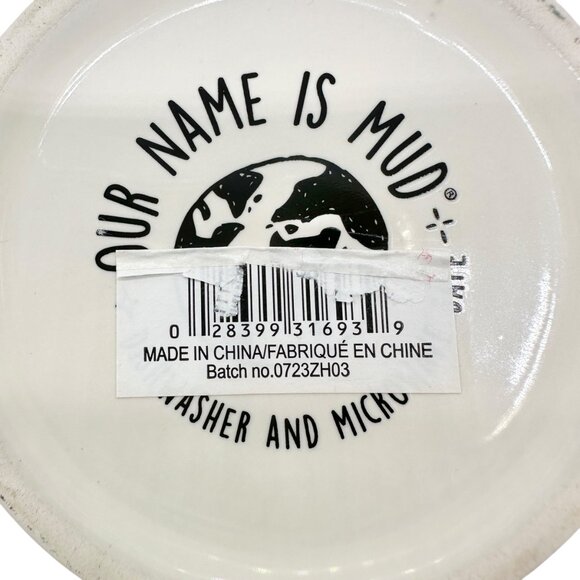 OUR NAME IS MUD®
0 28399 31693 9
MADE IN CHINA/FABRIQUÉ EN CHINE
Batch no.0723ZH03
WASHER AND MICRO